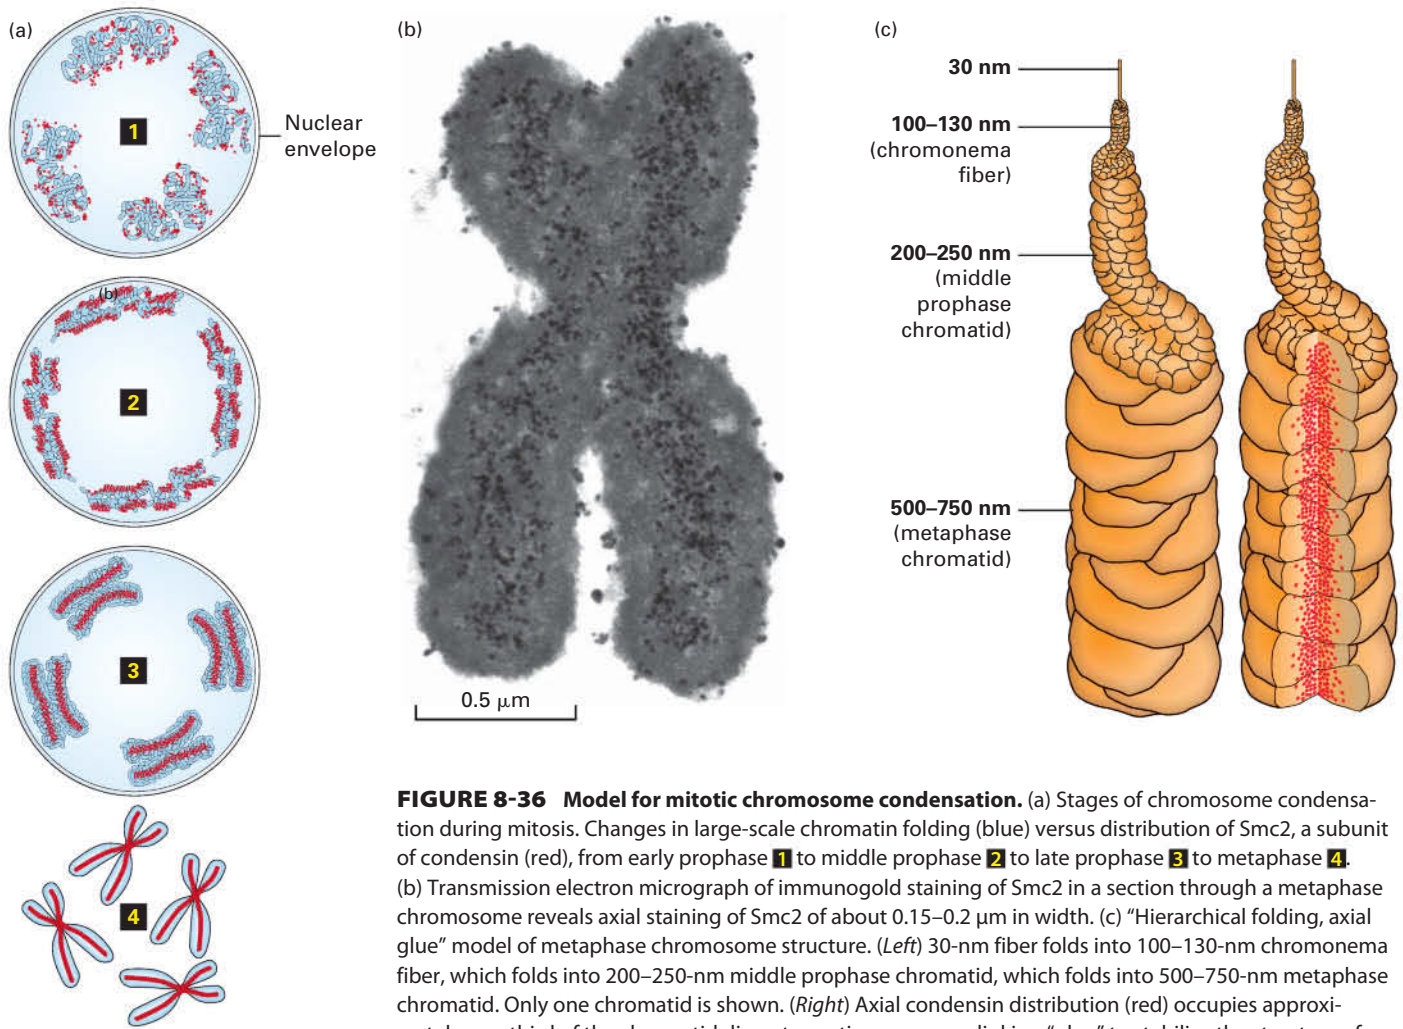 (a)
1
Nuclear
envelope
(b)
2
3
4
(b)
0.5 μm
(c)
30 nm
100–130 nm
(chromonema
fiber)
200–250 nm
(middle
prophase
chromatid)
500–750 nm
(metaphase
chromatid)
FIGURE 8-36 Model for mitotic chromosome condensation. (a) Stages of chromosome condensa-
tion during mitosis. Changes in large-scale chromatin folding (blue) versus distribution of Smc2, a subunit
of condensin (red), from early prophase 1 to middle prophase 2 to late prophase 3 to metaphase 4.
(b) Transmission electron micrograph of immunogold staining of Smc2 in a section through a metaphase
chromosome reveals axial staining of Smc2 of about 0.15–0.2 μm in width. (c) “Hierarchical folding, axial
glue” model of metaphase chromosome structure. (Left) 30-nm fiber folds into 100–130-nm chromonema
fiber, which folds into 200–250-nm middle prophase chromatid, which folds into 500–750-nm metaphase
chromatid. Only one chromatid is shown. (Right) Axial condensin distribution (red) occupies approxi-